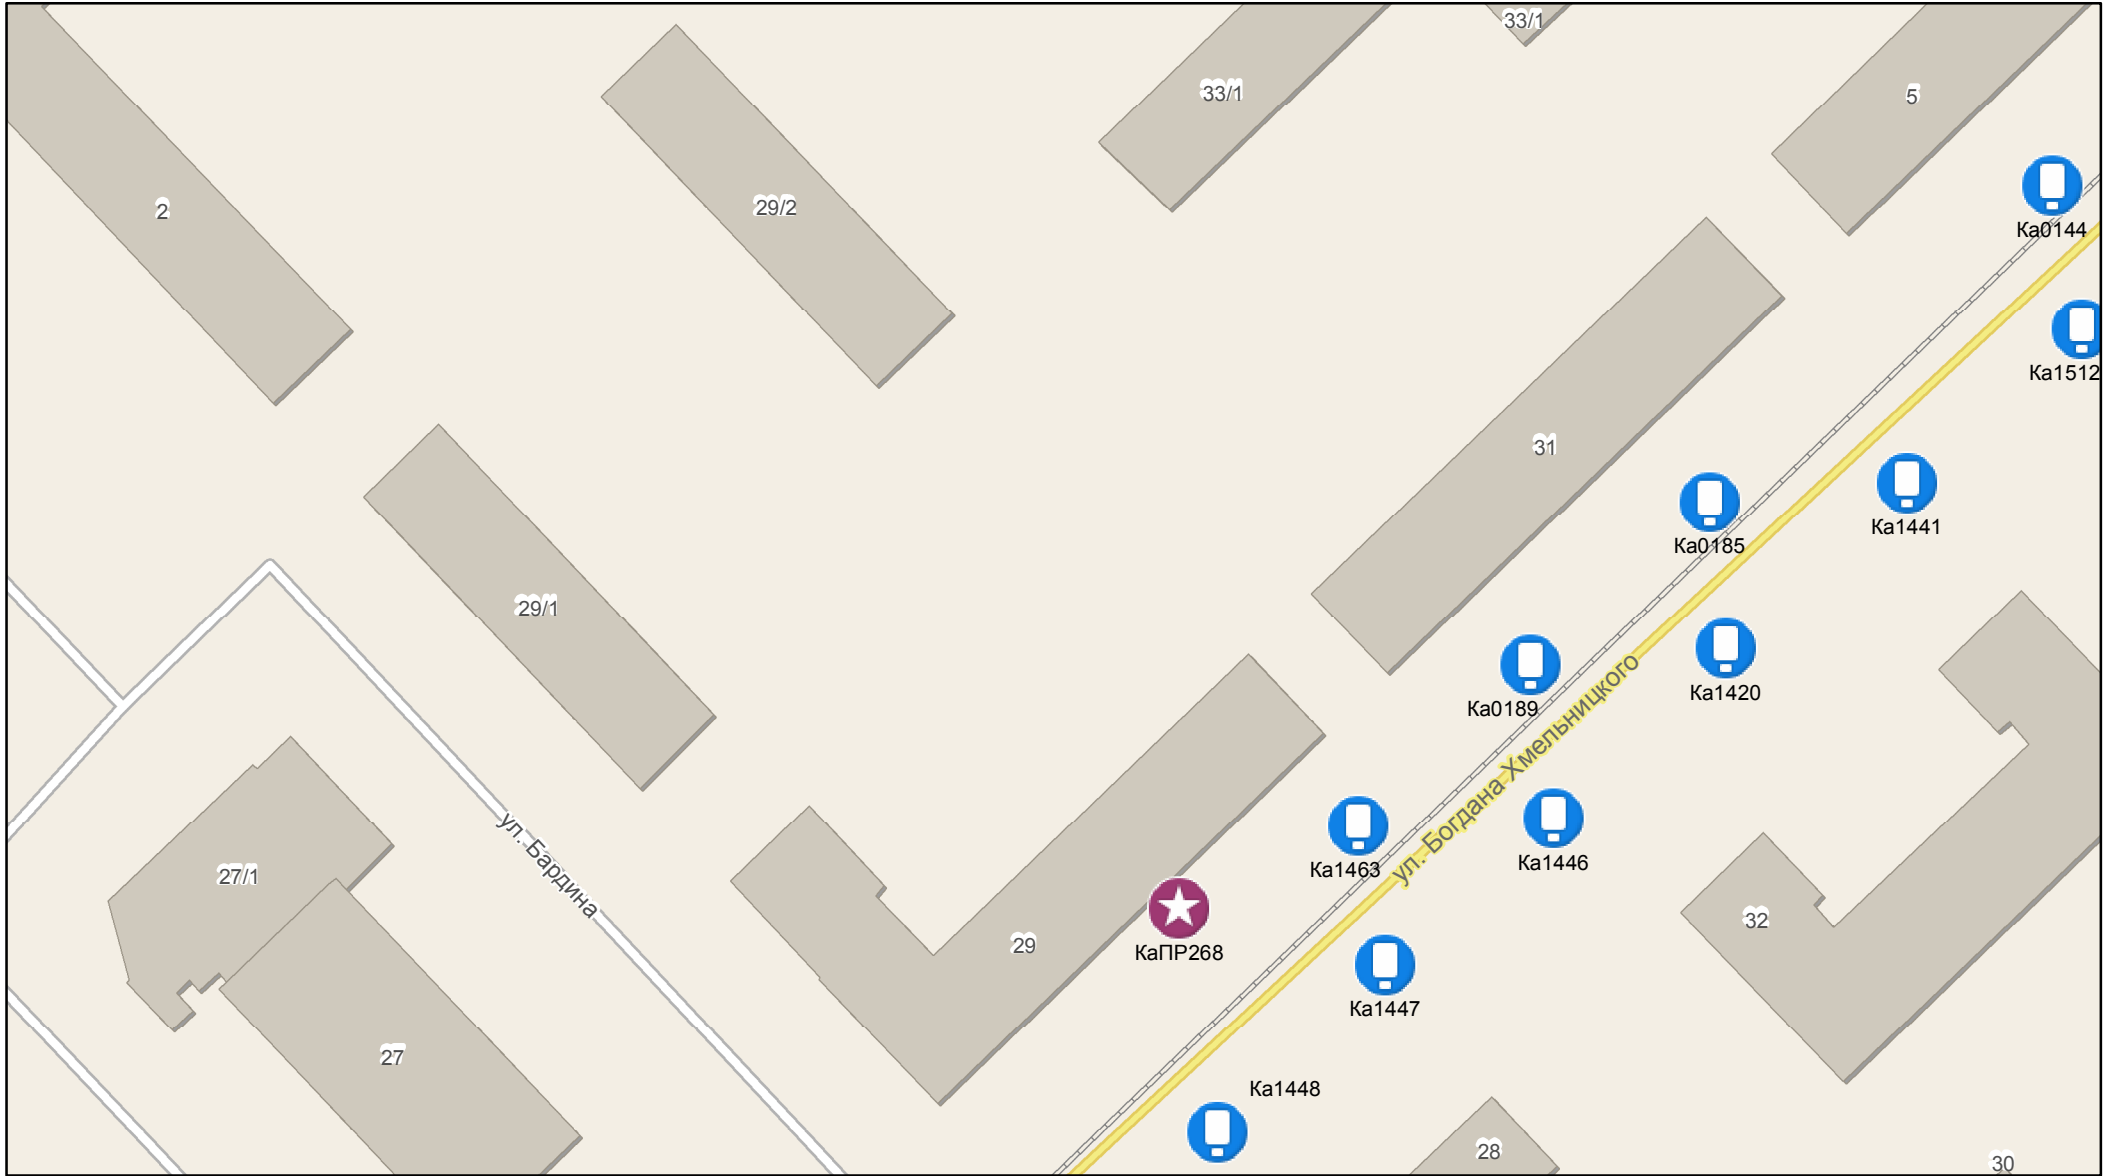 33/1
33/1
5
2
29/2
Ка0144
Ка1512
31
Ка1441
Ка0185
29/1
Ка1420
Ка0189
ул. Богдана Хмельницкого
Ка1446
Ка1463
ул. Бардина
27/1
32
29
КаПР268
Ка1447
27
Ка1448
28
30